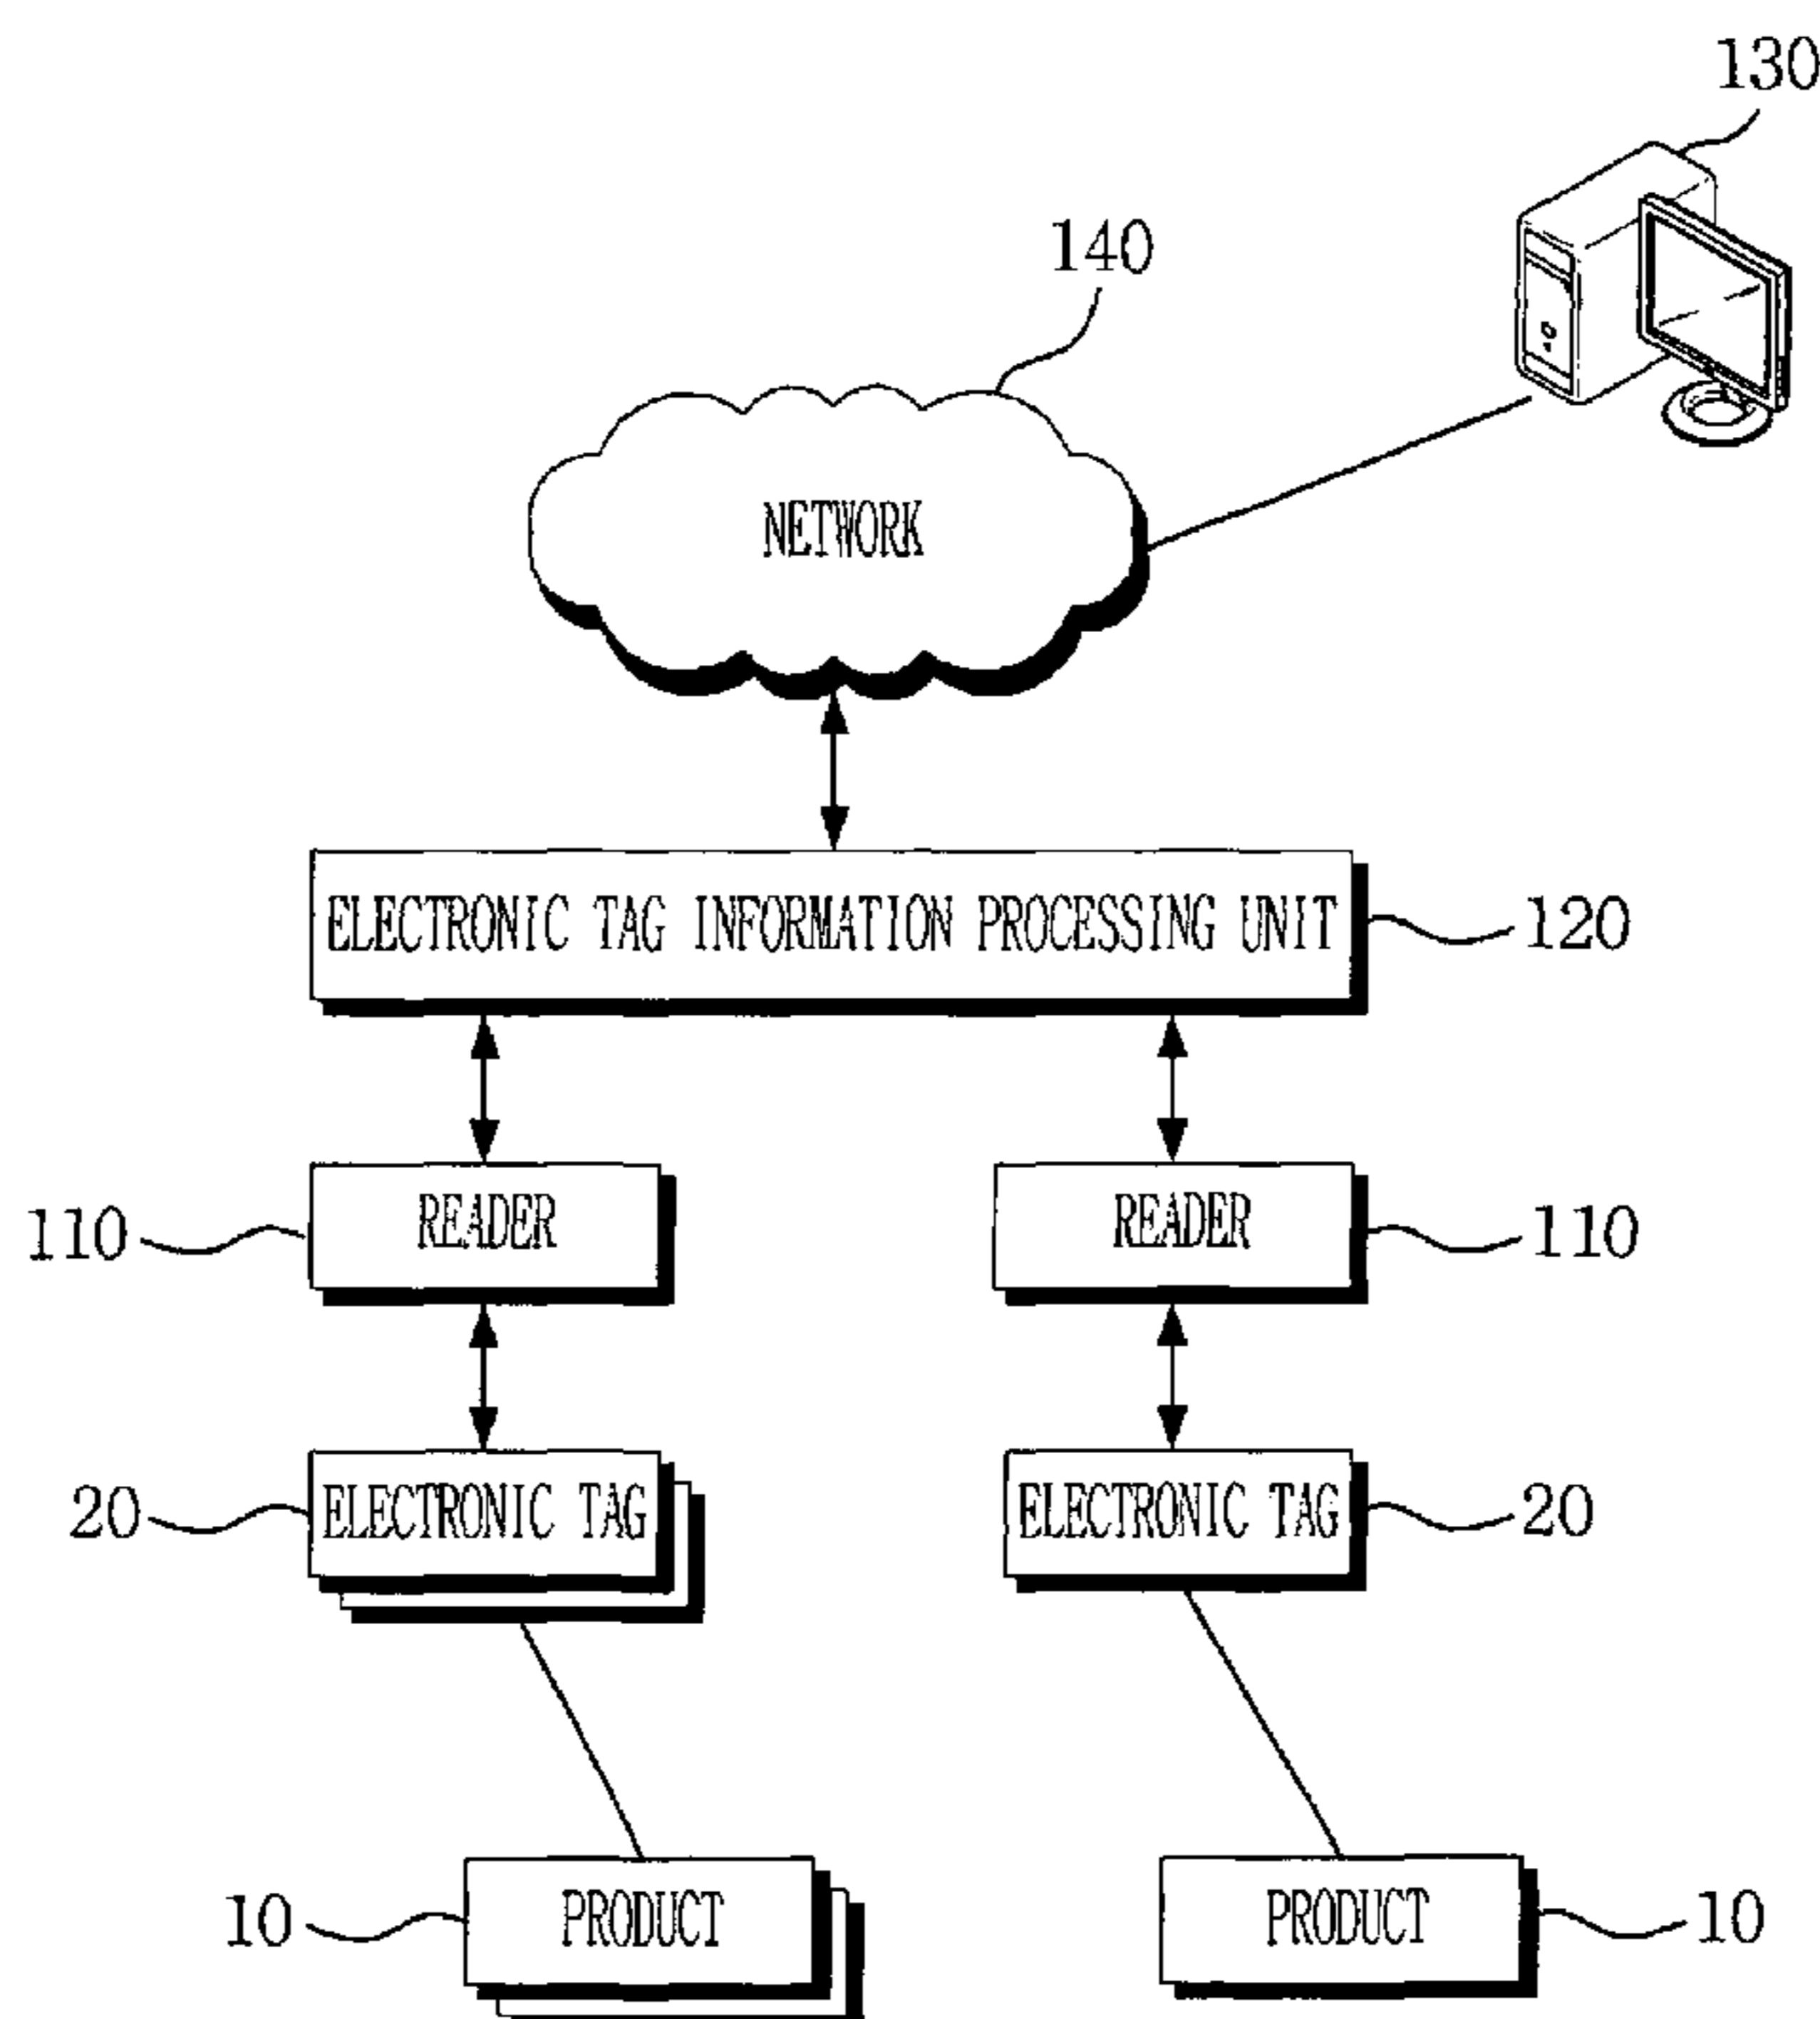 130
140
NETWORK
ELECTRONIC TAG INFORMATION PROCESSING UNIT
120
110
READER
READER
110
20
ELECTRONIC TAG
ELECTRONIC TAG
20
10
PRODUCT
PRODUCT
10